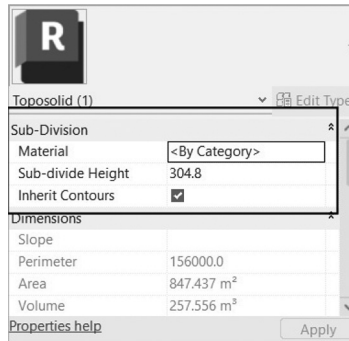 R
Toposolid (1)
Edit Type
Sub-Division
Material <By Category>
Sub-divide Height 304.8
Inherit Contours
Dimensions
Slope
Perimeter 156000.0
Area 847.437 m²
Volume 257.556 m³
Properties help
Apply